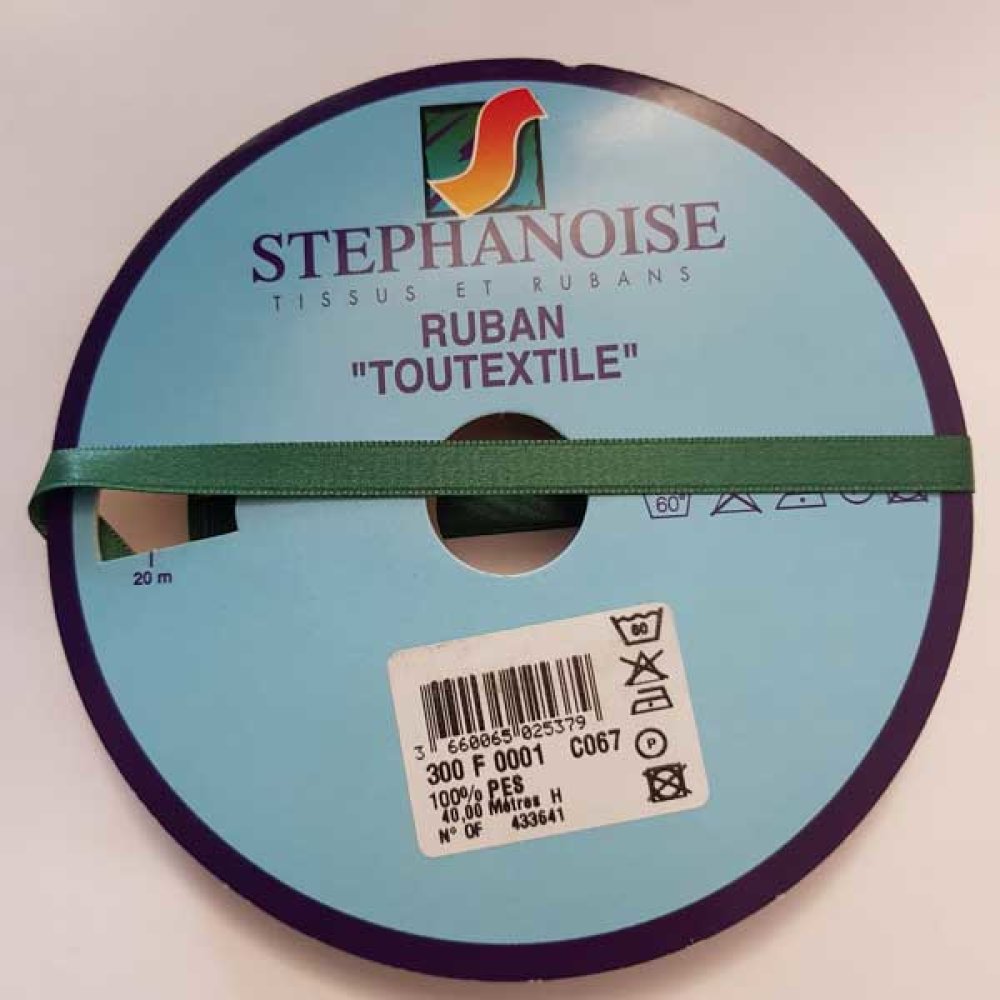 STEPHANOISE
TISSUS ET RUBANS
RUBAN
"TOUTEXTILE"
60°
20 m
60
3 660065 025379
300 F 0001 C067
P
100% PES
40,00 Mètres H
N° OF 433641